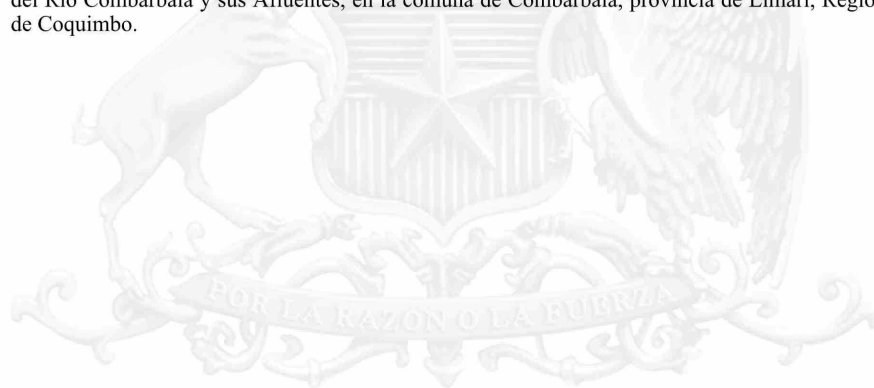 del Río Combarbalá y sus Afluentes, en la comuna de Combarbalá, provincia de Limarí, Regió
de Coquimbo.
POR LA RAZON O LA FUERZA